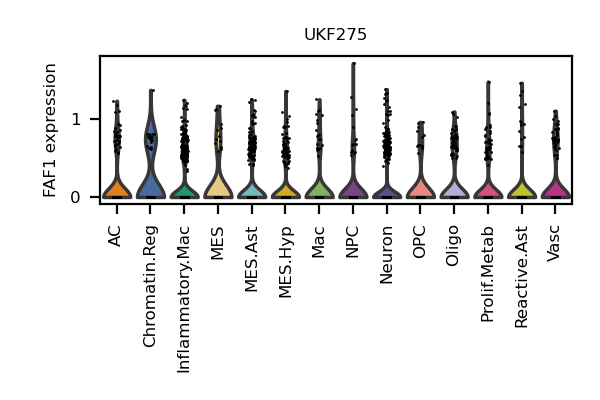 UKF275
FAF1 expression
1
0
AC
Chromatin.Reg
Inflammatory.Mac
MES
MES.Ast
MES.Hyp
Mac
NPC
Neuron
OPC
Oligo
Prolif.Metab
Reactive.Ast
Vasc